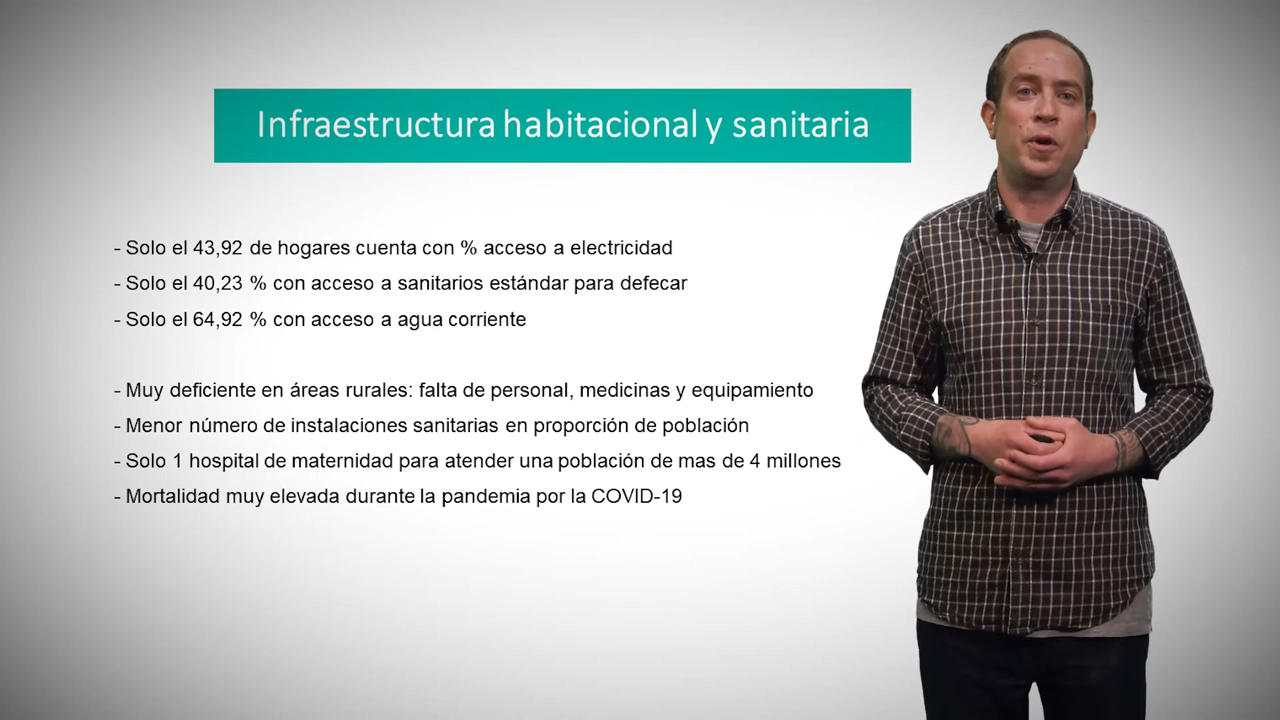 Infraestructura habitacional y sanitaria
- Solo el 43,92 de hogares cuenta con % acceso a electricidad
- Solo el 40,23 % con acceso a sanitarios estándar para defecar
- Solo el 64,92 % con acceso a agua corriente
- Muy deficiente en áreas rurales: falta de personal, medicinas y equipamiento
- Menor número de instalaciones sanitarias en proporción de población
- Solo 1 hospital de maternidad para atender una población de mas de 4 millones
- Mortalidad muy elevada durante la pandemia por la COVID-19